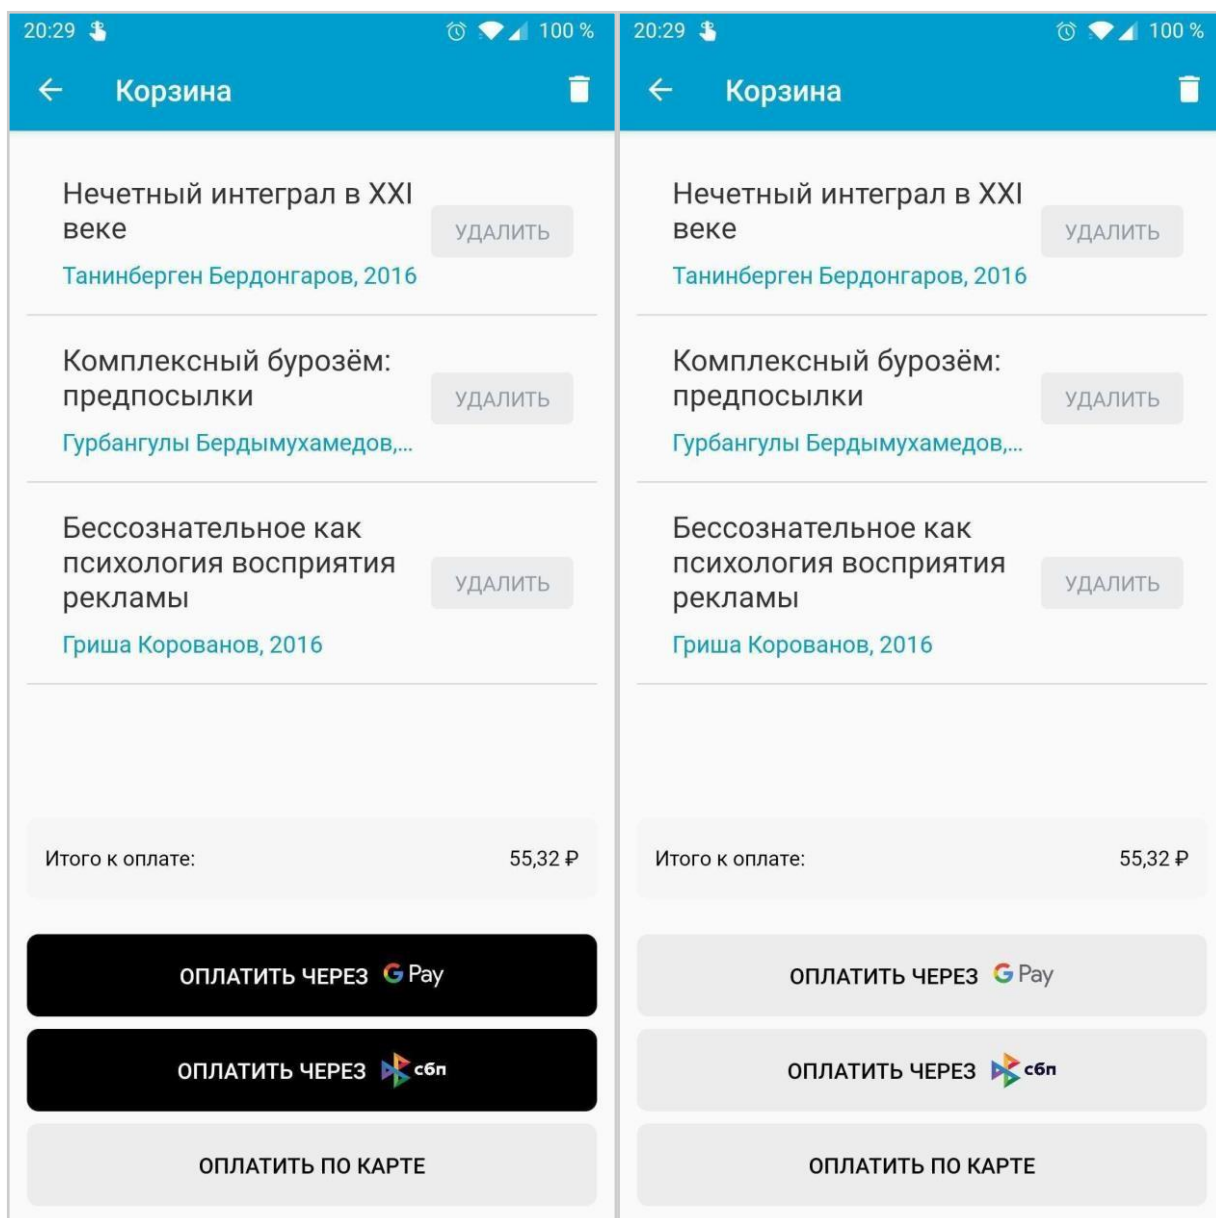 20:29
100 %
Корзина
Нечетный интеграл в XXI
веке
УДАЛИТЬ
Танинберген Бердонгаров, 2016
Комплексный бурозём:
предпосылки
УДАЛИТЬ
Гурбангулы Бердымухамедов,...
Бессознательное как
психология восприятия
рекламы
УДАЛИТЬ
Гриша Корованов, 2016
Итого к оплате:
55,32 ₽
ОПЛАТИТЬ ЧЕРЕЗ G Pay
ОПЛАТИТЬ ЧЕРЕЗ сбп
ОПЛАТИТЬ ПО КАРТЕ
20:29
100 %
Корзина
Нечетный интеграл в XXI
веке
УДАЛИТЬ
Танинберген Бердонгаров, 2016
Комплексный бурозём:
предпосылки
УДАЛИТЬ
Гурбангулы Бердымухамедов,...
Бессознательное как
психология восприятия
рекламы
УДАЛИТЬ
Гриша Корованов, 2016
Итого к оплате:
55,32 ₽
ОПЛАТИТЬ ЧЕРЕЗ G Pay
ОПЛАТИТЬ ЧЕРЕЗ сбп
ОПЛАТИТЬ ПО КАРТЕ